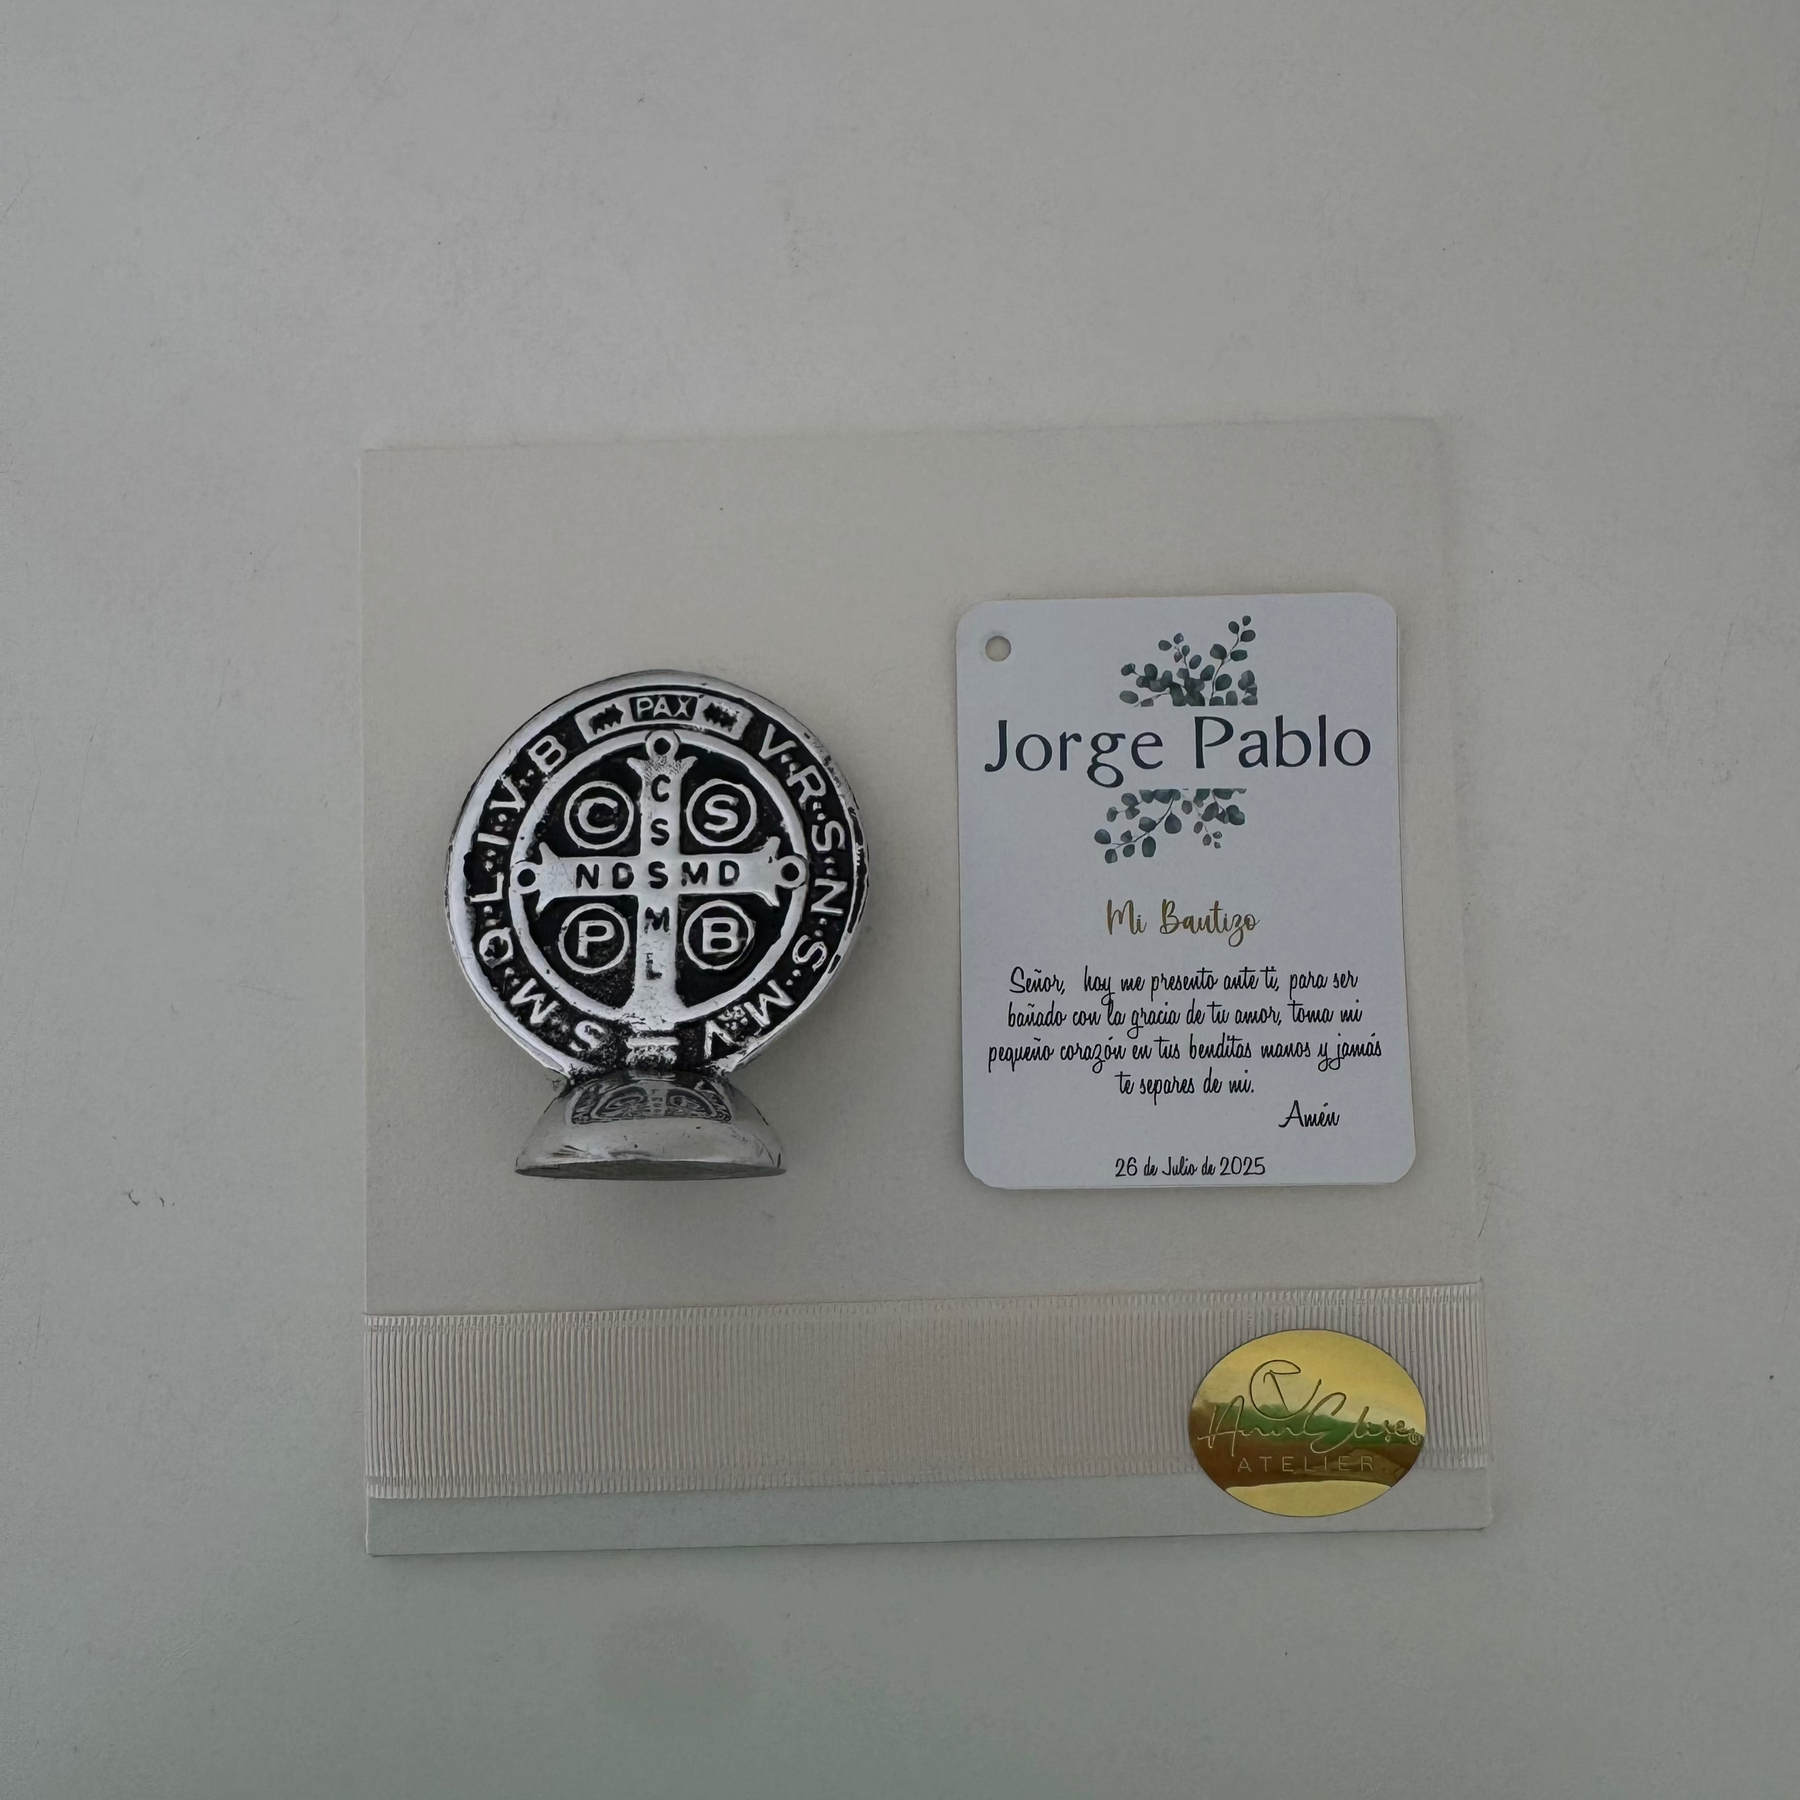 PAX
V·R·S·N·S·M·V
S·M·Q·L·I·V·B
C S
C
S
N D S M D
M
L
P B
Jorge Pablo
Mi Bautizo
Señor, hoy me presento ante ti, para ser
bañado con la gracia de tu amor, toma mi
pequeño corazón en tus benditas manos y jamás
te separes de mi.
Amén
26 de Julio de 2025
ATELIER